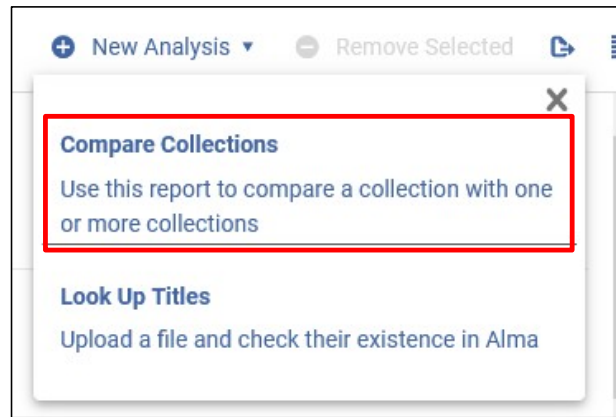 New Analysis ▾ Remove Selected
Compare Collections
Use this report to compare a collection with one
or more collections
Look Up Titles
Upload a file and check their existence in Alma